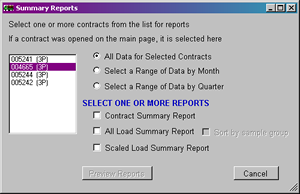 Summary Reports
Select one or more contracts from the list for reports
If a contract was opened on the main page, it is selected here
005241 (3P)
004665 (3P)
005244 (3P)
005242 (3P)
All Data for Selected Contracts
Select a Range of Data by Month
Select a Range of Data by Quarter
SELECT ONE OR MORE REPORTS
Contract Summary Report
All Load Summary Report
Sort by sample group
Scaled Load Summary Report
Preview Reports
Cancel